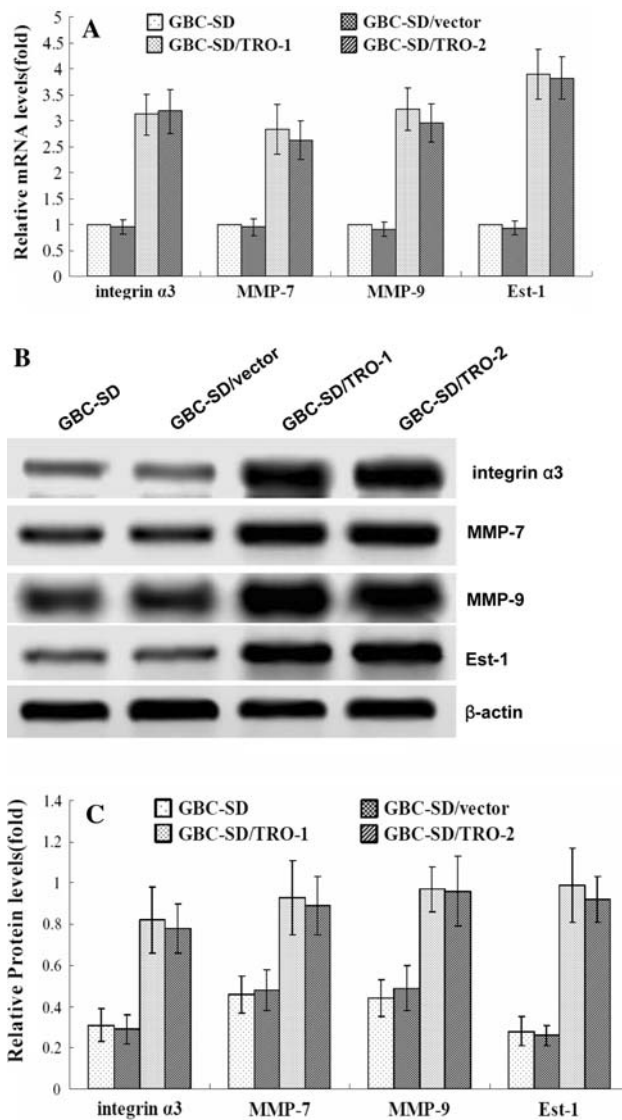 A
GBC-SD
GBC-SD/vector
GBC-SD/TRO-1
GBC-SD/TRO-2
Relative mRNA levels(fold)
5
4.5
4
3.5
3
2.5
2
1.5
1
0.5
0
integrin α3
MMP-7
MMP-9
Est-1
B
GBC-SD
GBC-SD/vector
GBC-SD/TRO-1
GBC-SD/TRO-2
integrin α3
MMP-7
MMP-9
Est-1
β-actin
C
GBC-SD
GBC-SD/vector
GBC-SD/TRO-1
GBC-SD/TRO-2
Relative Protein levels(fold)
1.4
1.2
1
0.8
0.6
0.4
0.2
0
integrin α3
MMP-7
MMP-9
Est-1